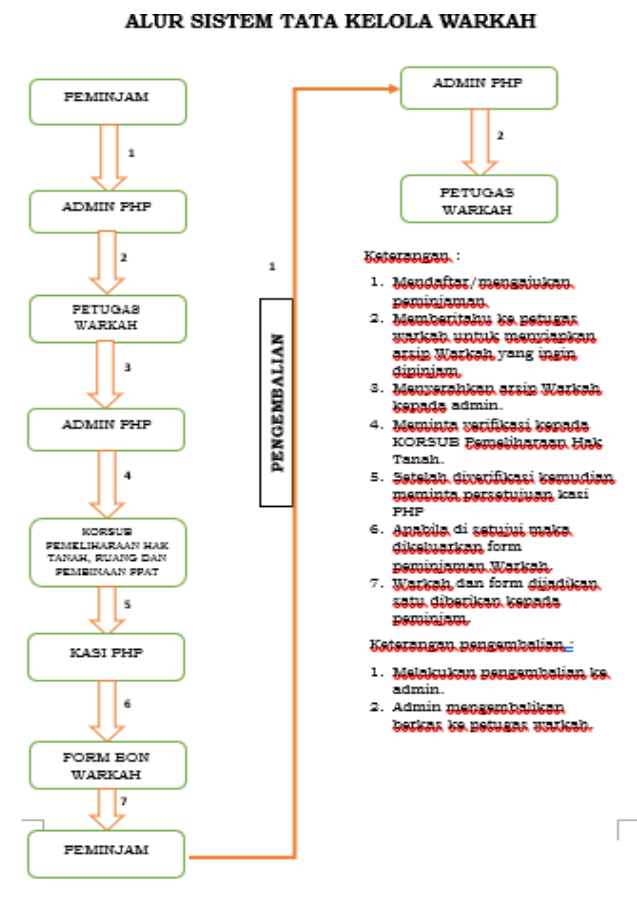 ALUR SISTEM TATA KELOLA WARKAH
PEMINJAM
1
ADMIN PHP
2
PETUGAS
WARKAH
3
ADMIN PHP
4
KORSUB
PEMELIHARAAN HAK
TANAH, RUANG DAN
PEMBINAAN PPAT
5
KASI PHP
6
FORM BON
WARKAH
7
PEMINJAM
1
PENGEMBALIAN
ADMIN PHP
2
PETUGAS
WARKAH
Keterangan :
1. Mendaftar/mengajukan
peminjaman
2. Memberitahu ke petugas
warkah untuk menyiapkan
arsip Warkah yang ingin
dipinjam
3. Menyerahkan arsip Warkah
kepada admin.
4. Meminta verifikasi kepada
KORSUB Pemeliharaan Hak
Tanah.
5. Setelah diverifikasi kemudian
meminta persetujuan kasi
PHP
6. Apabila di setujui maka
dikeluarkan form
peminjaman Warkah.
7. Warkah dan form dijadikan
satu diberikan kepada
peminjam.
Keterangan pengembalian :
1. Melakukan pengembalian ke
admin.
2. Admin mengembalikan
berkas ke petugas warkah.